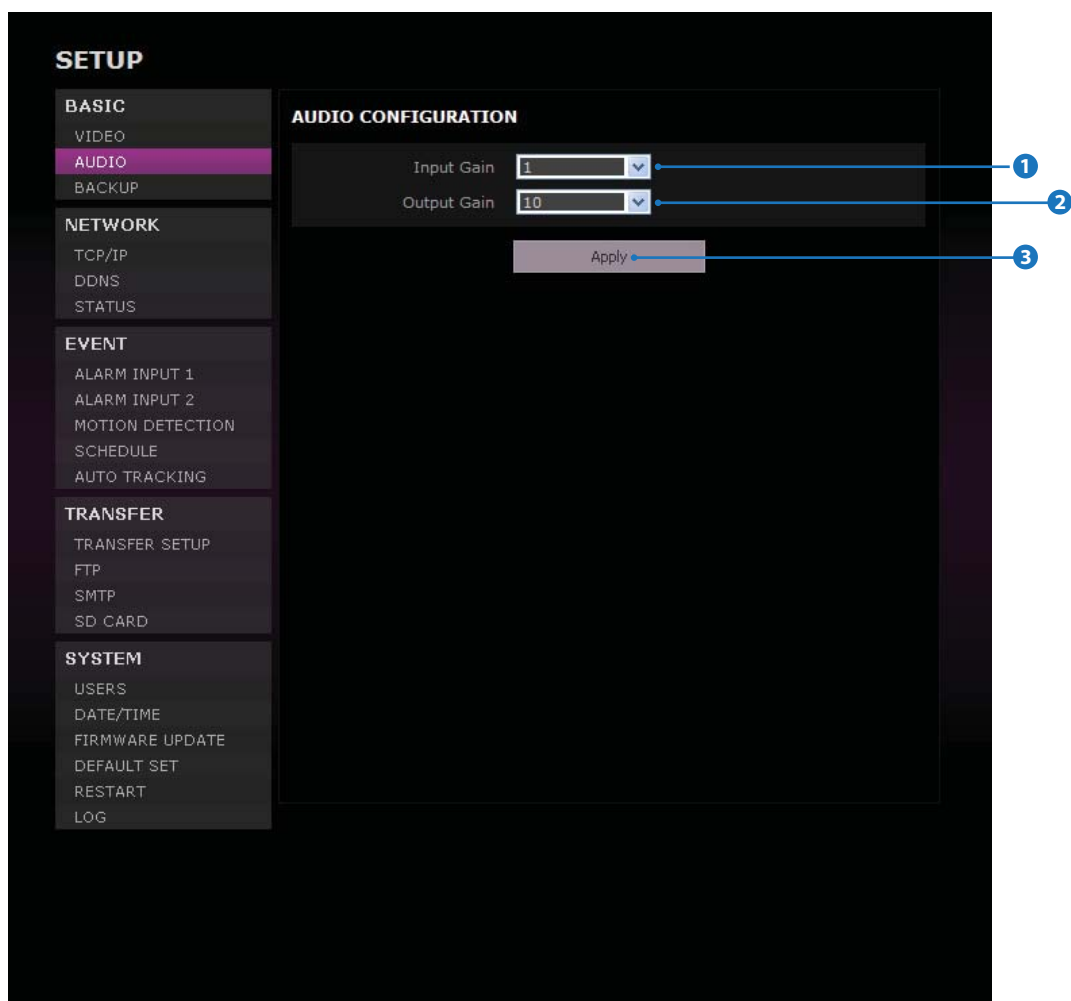 SETUP
BASIC
VIDEO
AUDIO
BACKUP
NETWORK
TCP/IP
DDNS
STATUS
EVENT
ALARM INPUT 1
ALARM INPUT 2
MOTION DETECTION
SCHEDULE
AUTO TRACKING
TRANSFER
TRANSFER SETUP
FTP
SMTP
SD CARD
SYSTEM
USERS
DATE/TIME
FIRMWARE UPDATE
DEFAULT SET
RESTART
LOG
AUDIO CONFIGURATION
Input Gain 1 1
Output Gain 10 2
Apply 3